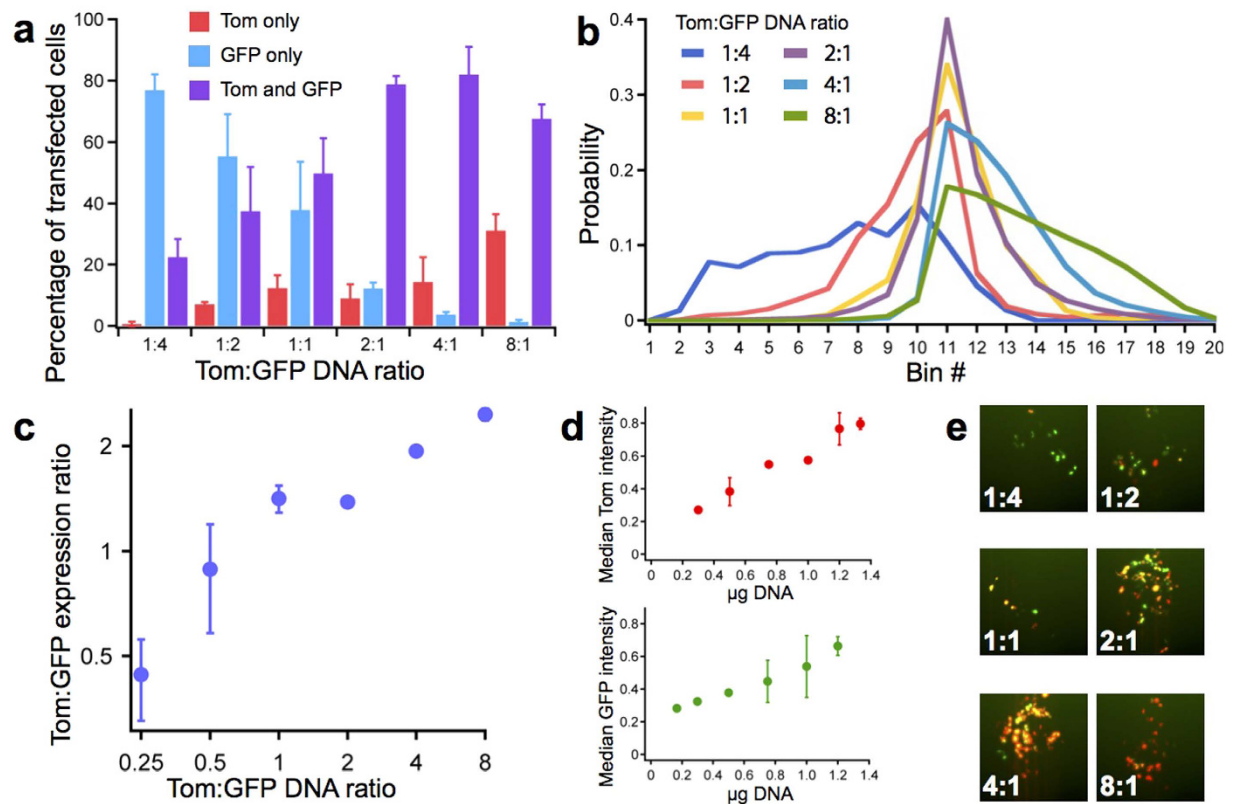 a
Percentage of transfected cells
100
80
60
40
20
0
Tom only
GFP only
Tom and GFP
1:4 1:2 1:1 2:1 4:1 8:1
Tom:GFP DNA ratio
b
Probability
0.4
0.3
0.2
0.1
0
Tom:GFP DNA ratio
1:4 2:1
1:2 4:1
1:1 8:1
1 2 3 4 5 6 7 8 9 10 11 12 13 14 15 16 17 18 19 20
Bin #
c
Tom:GFP expression ratio
2
1
0.5
0.25 0.5 1 2 4 8
Tom:GFP DNA ratio
d
Median Tom intensity
0.8
0.6
0.4
0.2
0
0 0.2 0.4 0.6 0.8 1.0 1.2 1.4
µg DNA
Median GFP intensity
0.8
0.6
0.4
0.2
0
0 0.2 0.4 0.6 0.8 1.0 1.2 1.4
µg DNA
e
1:4 1:2
1:1 2:1
4:1 8:1